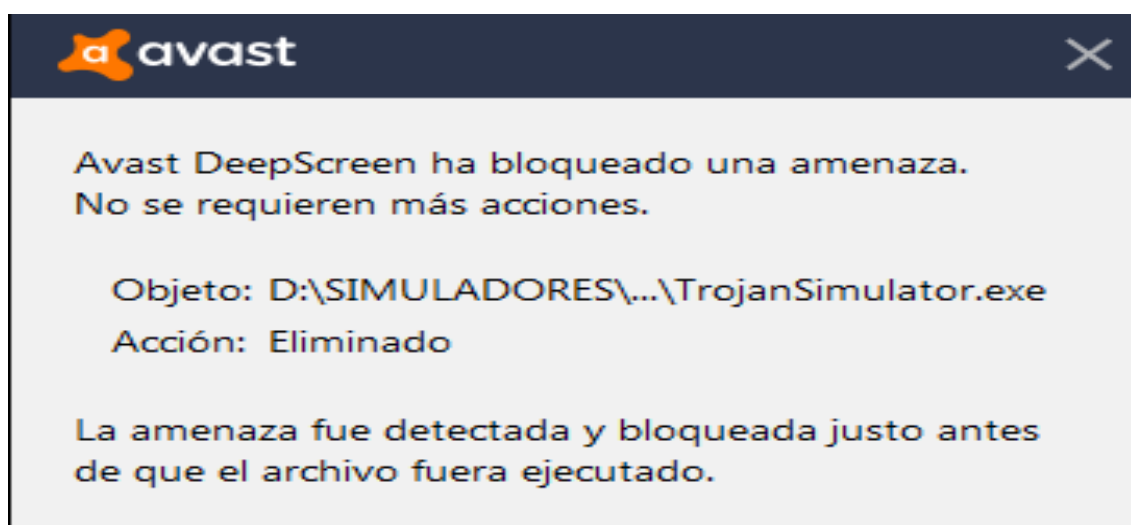 a avast
Avast DeepScreen ha bloqueado una amenaza.
No se requieren más acciones.
Objeto: D:\SIMULADORES\...\TrojanSimulator.exe
Acción: Eliminado
La amenaza fue detectada y bloqueada justo antes
de que el archivo fuera ejecutado.